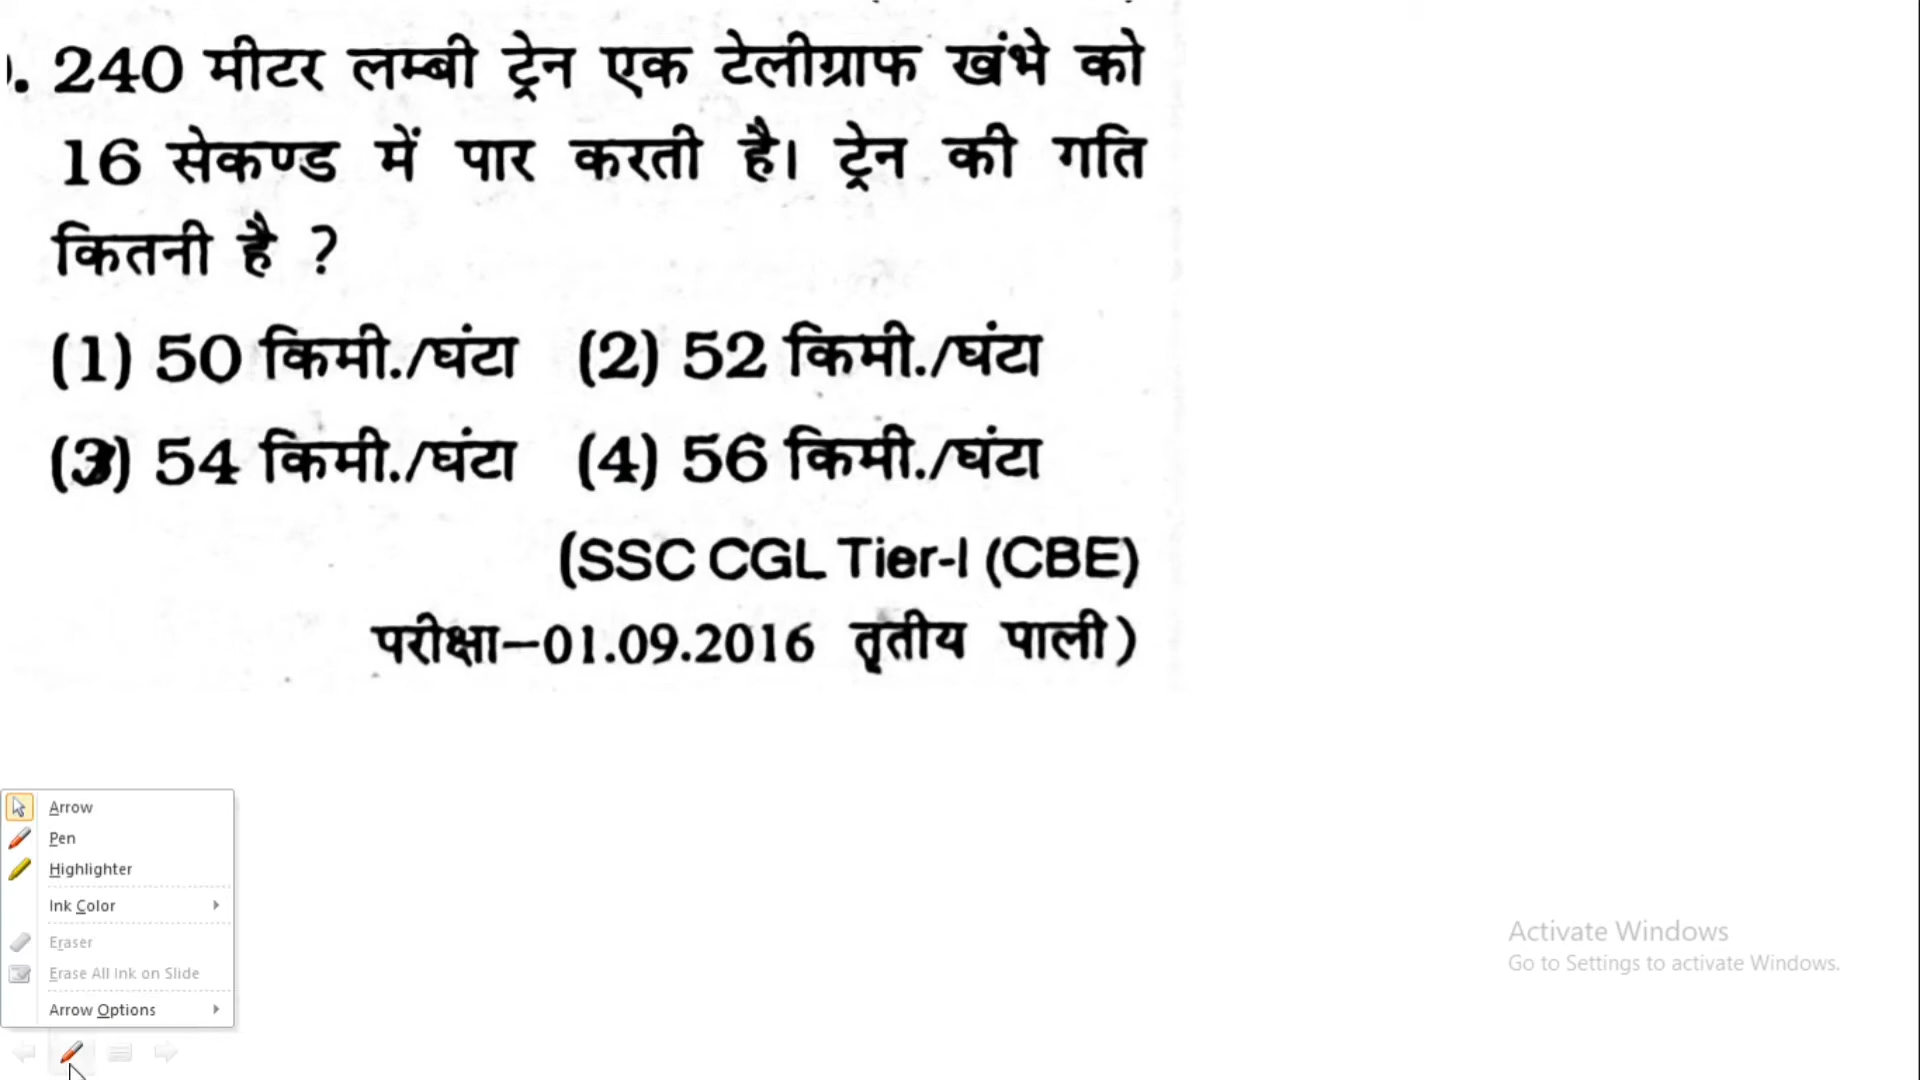 . 240 मीटर लम्बी ट्रेन एक टेलीग्राफ खंभे को
16 सेकण्ड में पार करती है। ट्रेन की गति
कितनी है ?
(1) 50 किमी./घंटा (2) 52 किमी./घंटा
(3) 54 किमी./घंटा (4) 56 किमी./घंटा
(SSC CGL Tier-I (CBE)
परीक्षा–01.09.2016 तृतीय पाली)
Arrow
Pen
Highlighter
Ink Color
Eraser
Erase All Ink on Slide
Arrow Options
Activate Windows
Go to Settings to activate Windows.